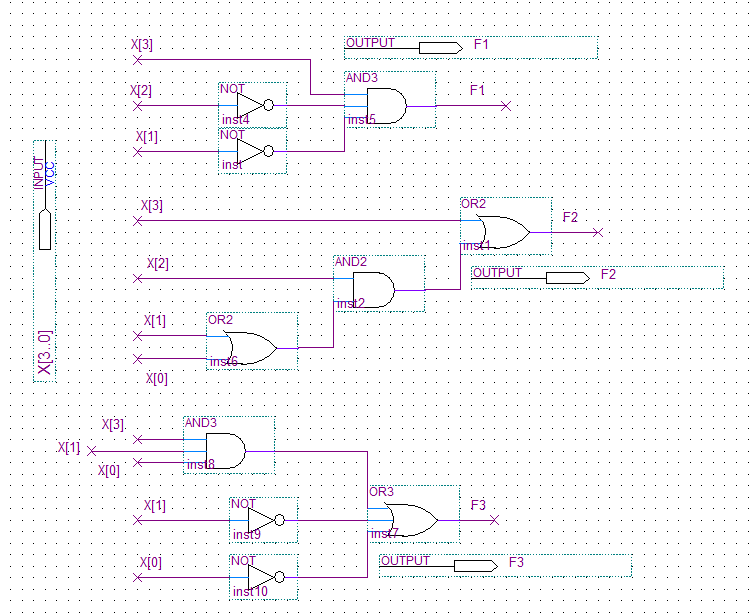 X[3]
OUTPUT
F1
AND3
X[2]
NOT
F1
inst4
inst5
X[1]
NOT
inst
INPUT
VCC
X[3..0]
X[3]
OR2
F2
inst1
X[2]
AND2
OUTPUT
F2
inst2
X[1]
OR2
inst6
X[0]
X[3]
AND3
X[1]
X[0]
inst8
OR3
X[1]
NOT
F3
inst9
inst7
X[0]
NOT
OUTPUT
F3
inst10